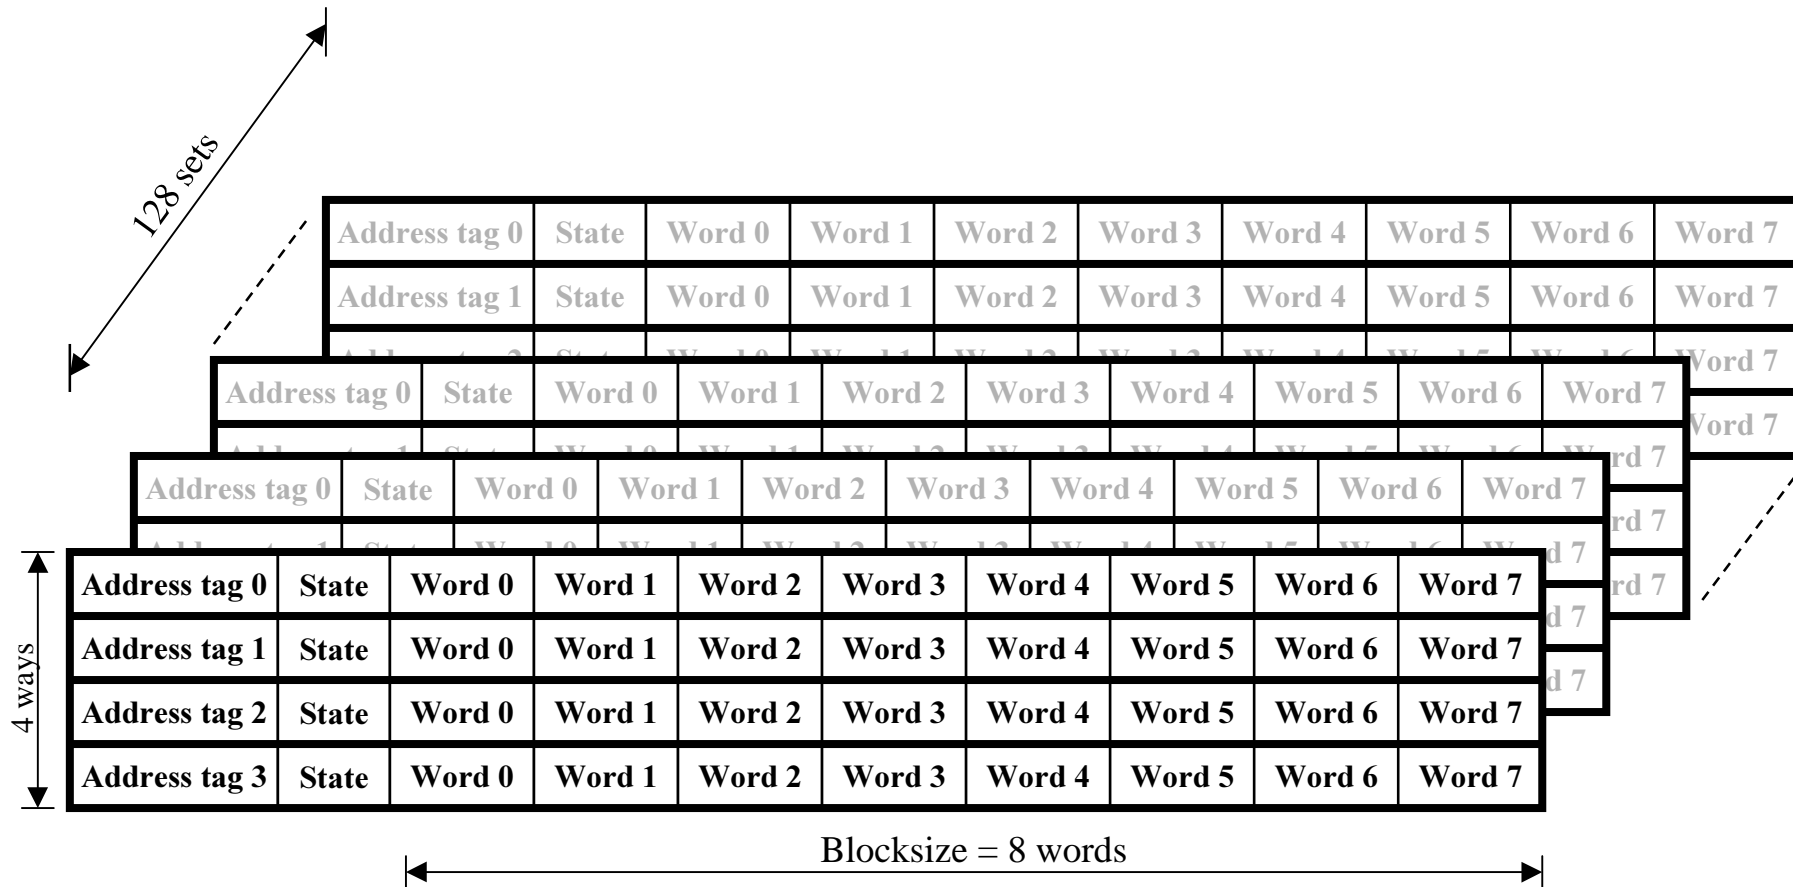 128 sets
Address tag 0 State Word 0 Word 1 Word 2 Word 3 Word 4 Word 5 Word 6 Word 7
Address tag 1 State Word 0 Word 1 Word 2 Word 3 Word 4 Word 5 Word 6 Word 7
Word 7
Address tag 0 State Word 0 Word 1 Word 2 Word 3 Word 4 Word 5 Word 6 Word 7
Address tag 0 State Word 0 Word 1 Word 2 Word 3 Word 4 Word 5 Word 6 Word 7
4 ways
Address tag 0 State Word 0 Word 1 Word 2 Word 3 Word 4 Word 5 Word 6 Word 7
Address tag 1 State Word 0 Word 1 Word 2 Word 3 Word 4 Word 5 Word 6 Word 7
Address tag 2 State Word 0 Word 1 Word 2 Word 3 Word 4 Word 5 Word 6 Word 7
Address tag 3 State Word 0 Word 1 Word 2 Word 3 Word 4 Word 5 Word 6 Word 7
Blocksize = 8 words